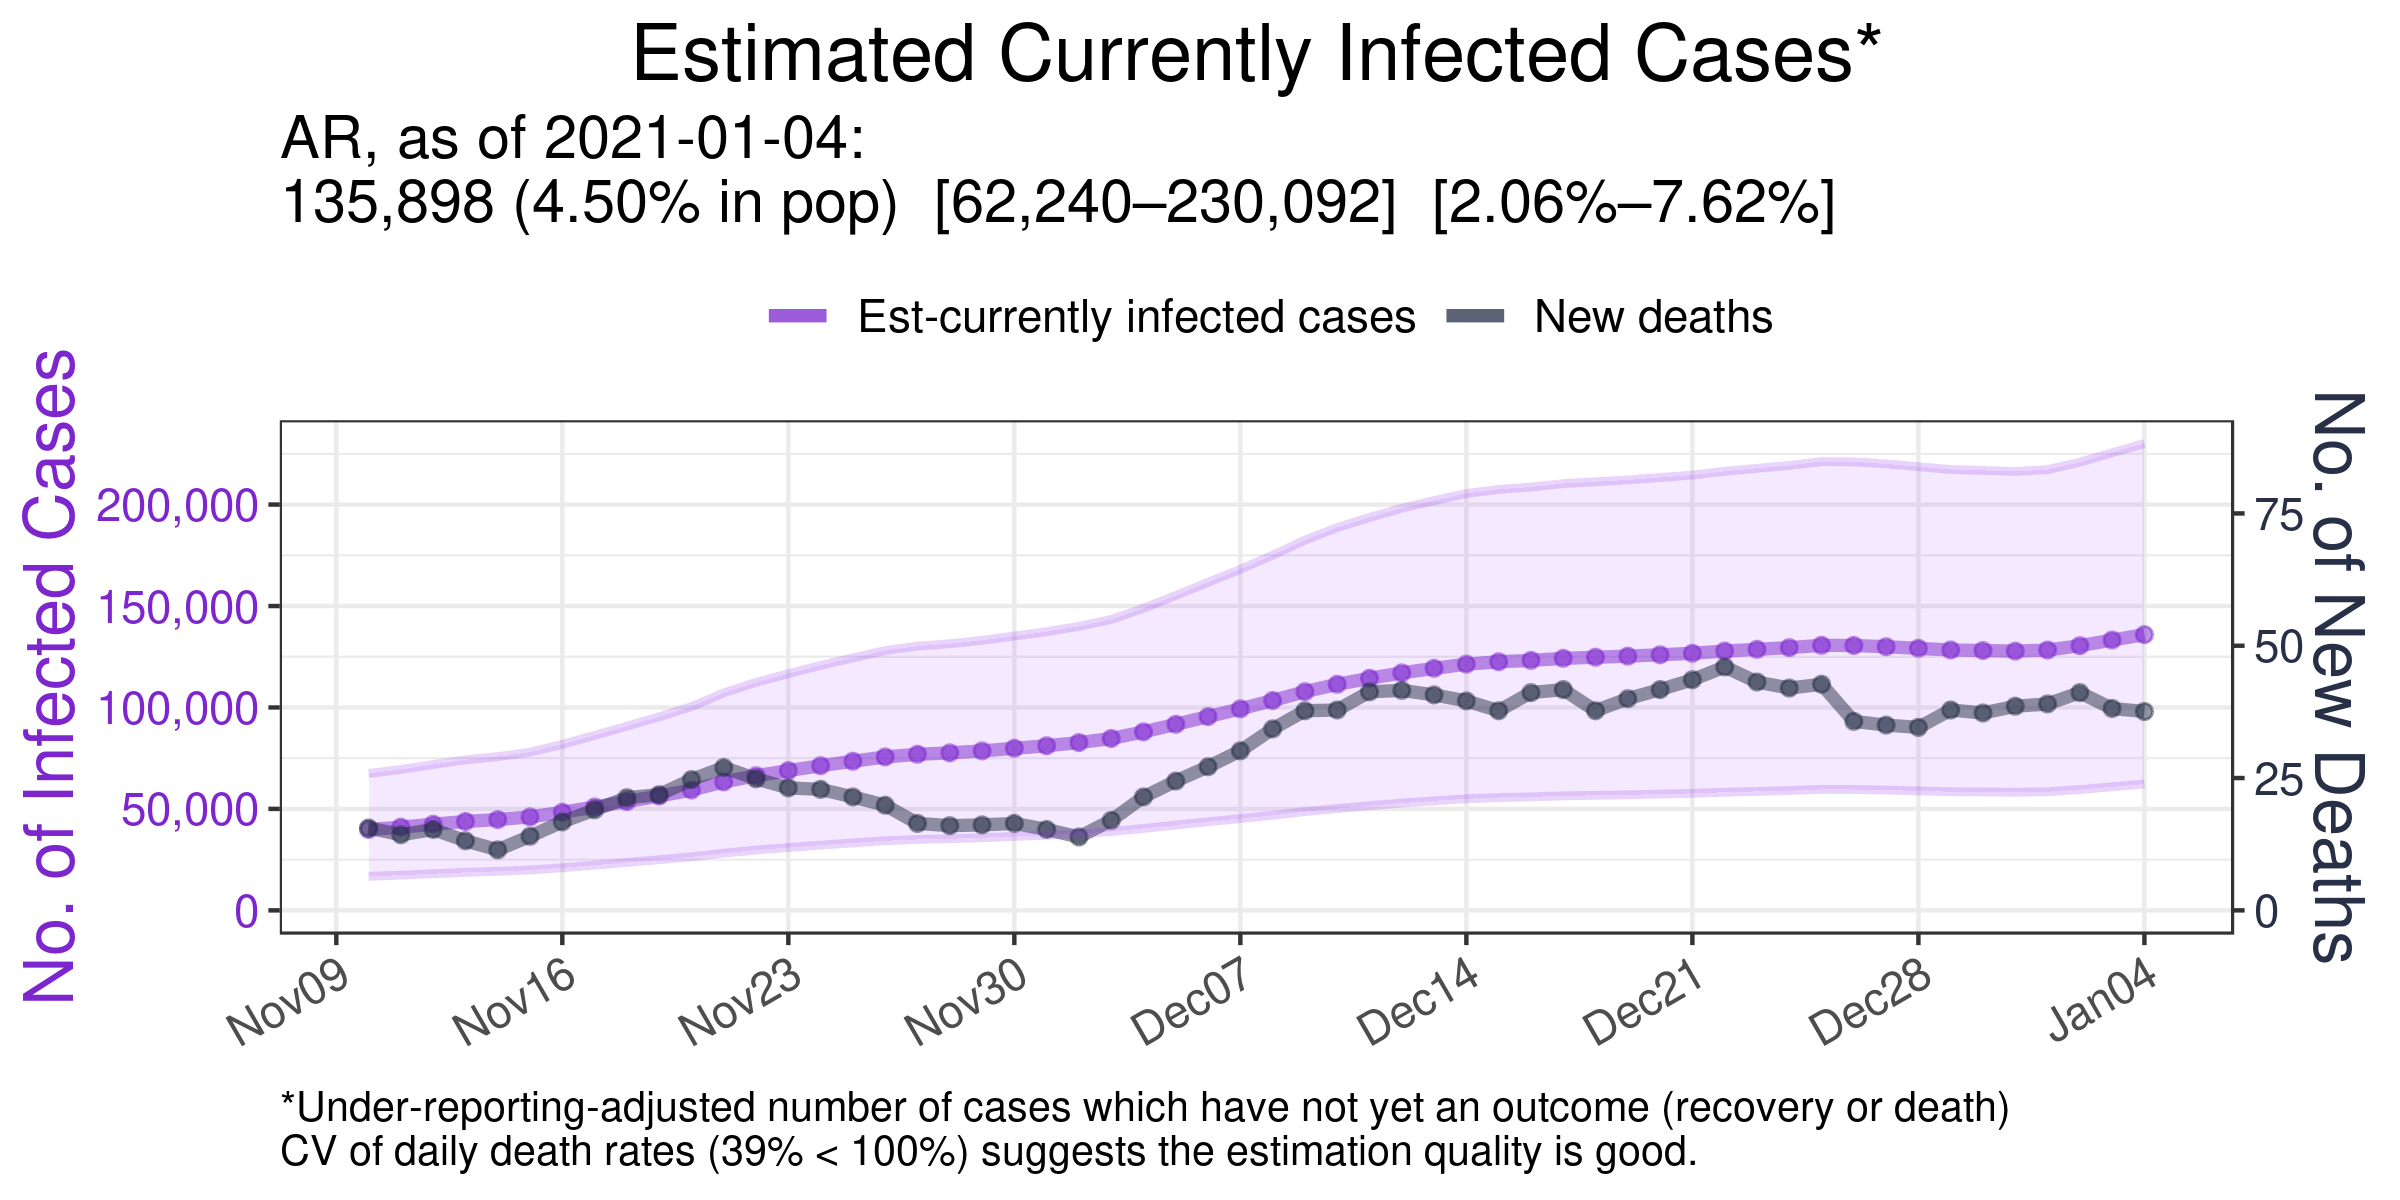 Estimated Currently Infected Cases*
AR, as of 2021-01-04:
135,898 (4.50% in pop)  [62,240–230,092]  [2.06%–7.62%]
Est-currently infected cases
New deaths
No. of Infected Cases
200,000
150,000
100,000
50,000
0
75
50
25
0
No. of New Deaths
Nov09
Nov16
Nov23
Nov30
Dec07
Dec14
Dec21
Dec28
Jan04
*Under-reporting-adjusted number of cases which have not yet an outcome (recovery or death)
CV of daily death rates (39% < 100%) suggests the estimation quality is good.